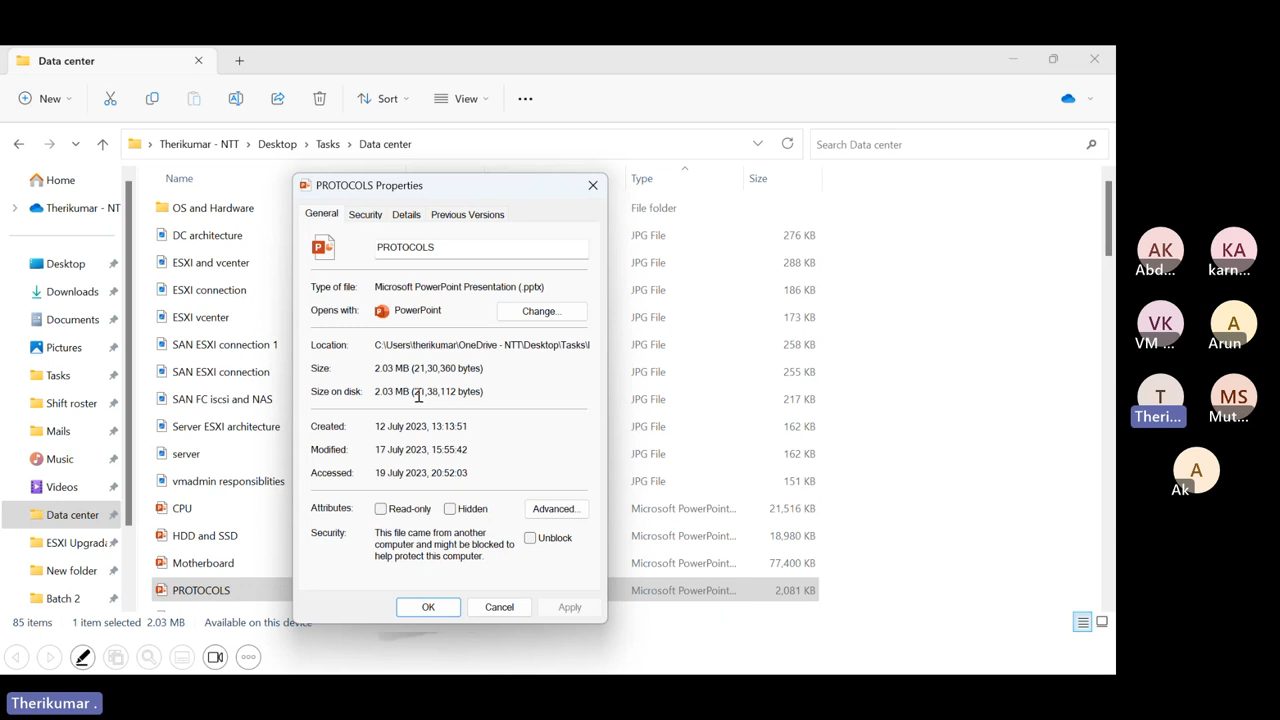 Data center
New
Sort
View
Therikumar - NTT > Desktop > Tasks > Data center
Search Data center
Home
Therikumar - NT
Desktop
Downloads
Documents
Pictures
Tasks
Shift roster
Mails
Music
Videos
Data center
ESXI Upgrad
New folder
Batch 2
Name
Type
Size
OS and Hardware
File folder
DC architecture
JPG File
276 KB
ESXI and vcenter
JPG File
288 KB
ESXI connection
JPG File
186 KB
ESXI vcenter
JPG File
173 KB
SAN ESXI connection 1
JPG File
258 KB
SAN ESXI connection
JPG File
255 KB
SAN FC iscsi and NAS
JPG File
217 KB
Server ESXI architecture
JPG File
162 KB
server
JPG File
162 KB
vmadmin responsiblities
JPG File
151 KB
CPU
Microsoft PowerPoint...
21,516 KB
HDD and SSD
Microsoft PowerPoint...
18,980 KB
Motherboard
Microsoft PowerPoint...
77,400 KB
PROTOCOLS
Microsoft PowerPoint...
2,081 KB
85 items
1 item selected 2.03 MB
Available on this device
PROTOCOLS Properties
General
Security
Details
Previous Versions
PROTOCOLS
Type of file: Microsoft PowerPoint Presentation (.pptx)
Opens with: PowerPoint
Change...
Location: C:\Users\therikumar\OneDrive - NTT\Desktop\Tasks\
Size: 2.03 MB (21,30,360 bytes)
Size on disk: 2.03 MB (21,38,112 bytes)
Created: 12 July 2023, 13:13:51
Modified: 17 July 2023, 15:55:42
Accessed: 19 July 2023, 20:52:03
Attributes: Read-only Hidden
Advanced...
Security: This file came from another
computer and might be blocked to
help protect this computer.
Unblock
OK
Cancel
Apply
AK
Abd...
KA
karn...
VK
VM ...
A
Arun
T
Theri...
MS
Mut...
A
Ak
Therikumar .